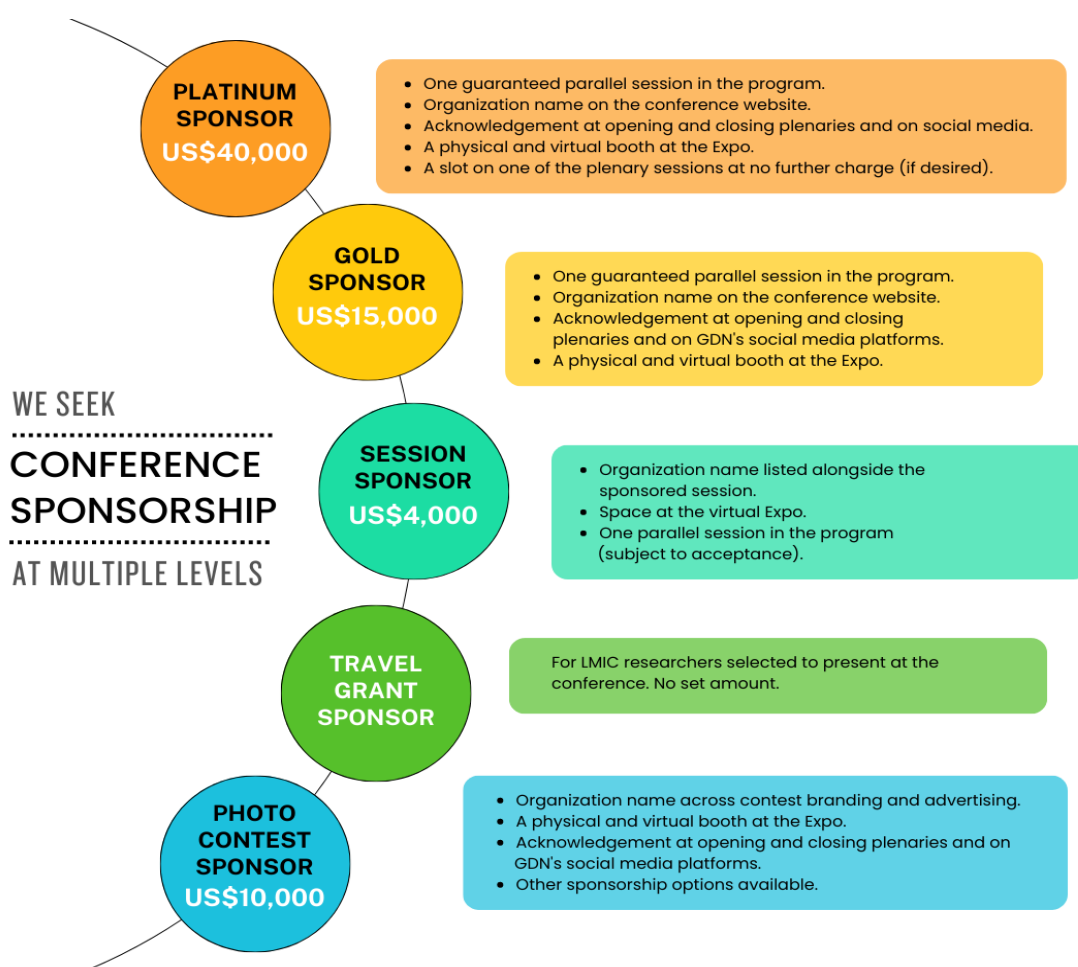 PLATINUM
SPONSOR
US$40,000
• One guaranteed parallel session in the program.
• Organization name on the conference website.
• Acknowledgement at opening and closing plenaries and on social media.
• A physical and virtual booth at the Expo.
• A slot on one of the plenary sessions at no further charge (if desired).
GOLD
SPONSOR
US$15,000
• One guaranteed parallel session in the program.
• Organization name on the conference website.
• Acknowledgement at opening and closing
plenaries and on GDN's social media platforms.
• A physical and virtual booth at the Expo.
WE SEEK
CONFERENCE
SPONSORSHIP
AT MULTIPLE LEVELS
SESSION
SPONSOR
US$4,000
• Organization name listed alongside the
sponsored session.
• Space at the virtual Expo.
• One parallel session in the program
(subject to acceptance).
TRAVEL
GRANT
SPONSOR
For LMIC researchers selected to present at the
conference. No set amount.
PHOTO
CONTEST
SPONSOR
US$10,000
• Organization name across contest branding and advertising.
• A physical and virtual booth at the Expo.
• Acknowledgement at opening and closing plenaries and on
GDN's social media platforms.
• Other sponsorship options available.